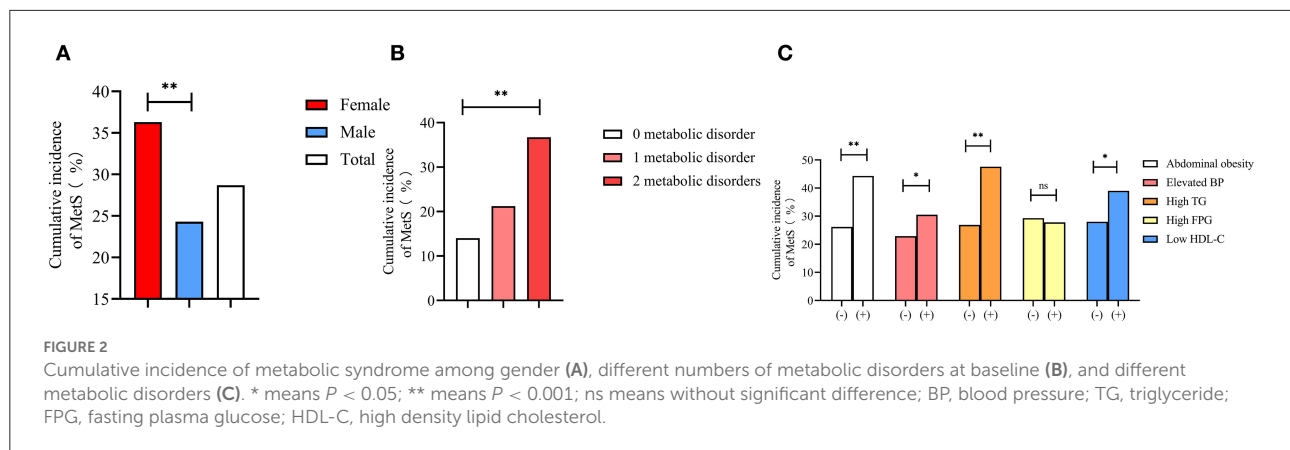 A
**
Cumulative incidence
of MetS ( %)
40
35
30
25
20
15
Female
Male
Total
B
**
Cumulative incidence
of MetS ( %)
40
30
20
10
0
0 metabolic disorder
1 metabolic disorder
2 metabolic disorders
C
Cumulative incidence
of MetS ( %)
50
40
30
20
10
0
**
*
**
ns
*
(-) (+) (-) (+) (-) (+) (-) (+) (-) (+)
Abdominal obesity
Elevated BP
High TG
High FPG
Low HDL-C
FIGURE 2
Cumulative incidence of metabolic syndrome among gender (A), different numbers of metabolic disorders at baseline (B), and different
metabolic disorders (C). * means P < 0.05; ** means P < 0.001; ns means without significant difference; BP, blood pressure; TG, triglyceride;
FPG, fasting plasma glucose; HDL-C, high density lipid cholesterol.